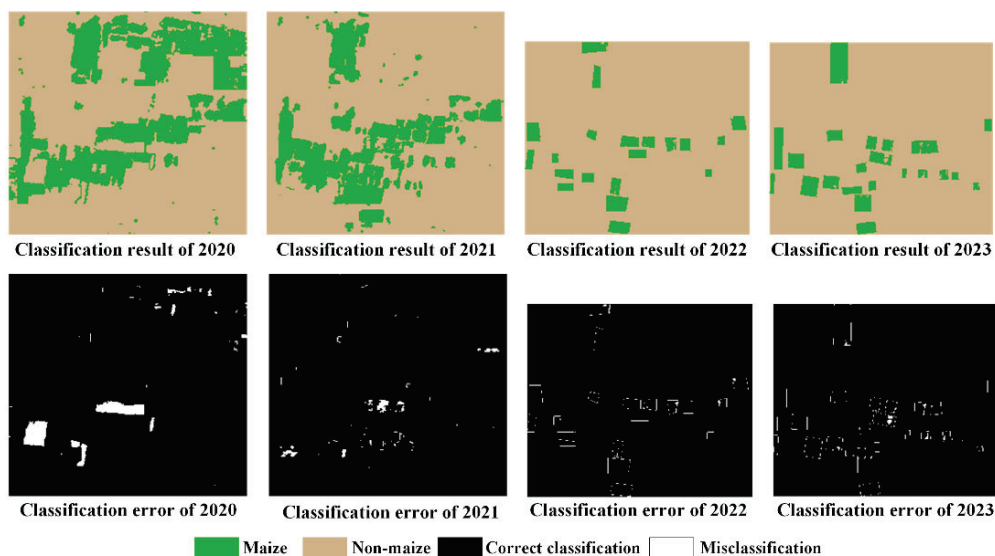 Classification result of 2020
Classification result of 2021
Classification result of 2022
Classification result of 2023
Classification error of 2020
Classification error of 2021
Classification error of 2022
Classification error of 2023
Maize
Non-maize
Correct classification
Misclassification